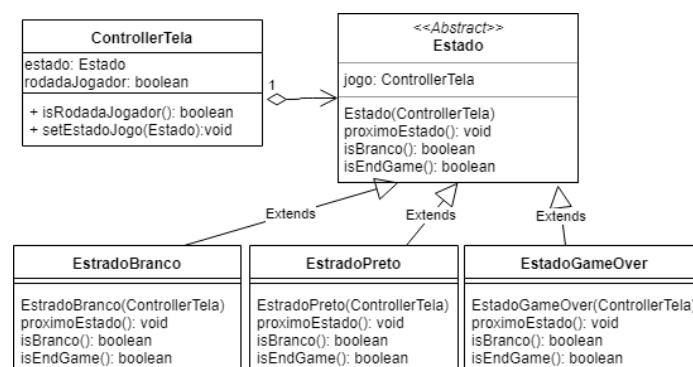 ControllerTela
estado: Estado
rodadaJogador: boolean
+ isRodadaJogador(): boolean
+ setEstadoJogo(Estado):void
1
<<Abstract>>
Estado
jogo: ControllerTela
Estado(ControllerTela)
proximoEstado(): void
isBranco(): boolean
isEndGame(): boolean
Extends
Extends
Extends
EstradoBranco
EstradoBranco(ControllerTela)
proximoEstado(): void
isBranco(): boolean
isEndGame(): boolean
EstradoPreto
EstradoPreto(ControllerTela)
proximoEstado(): void
isBranco(): boolean
isEndGame(): boolean
EstadoGameOver
EstadoGameOver(ControllerTela)
proximoEstado(): void
isBranco(): boolean
isEndGame(): boolean